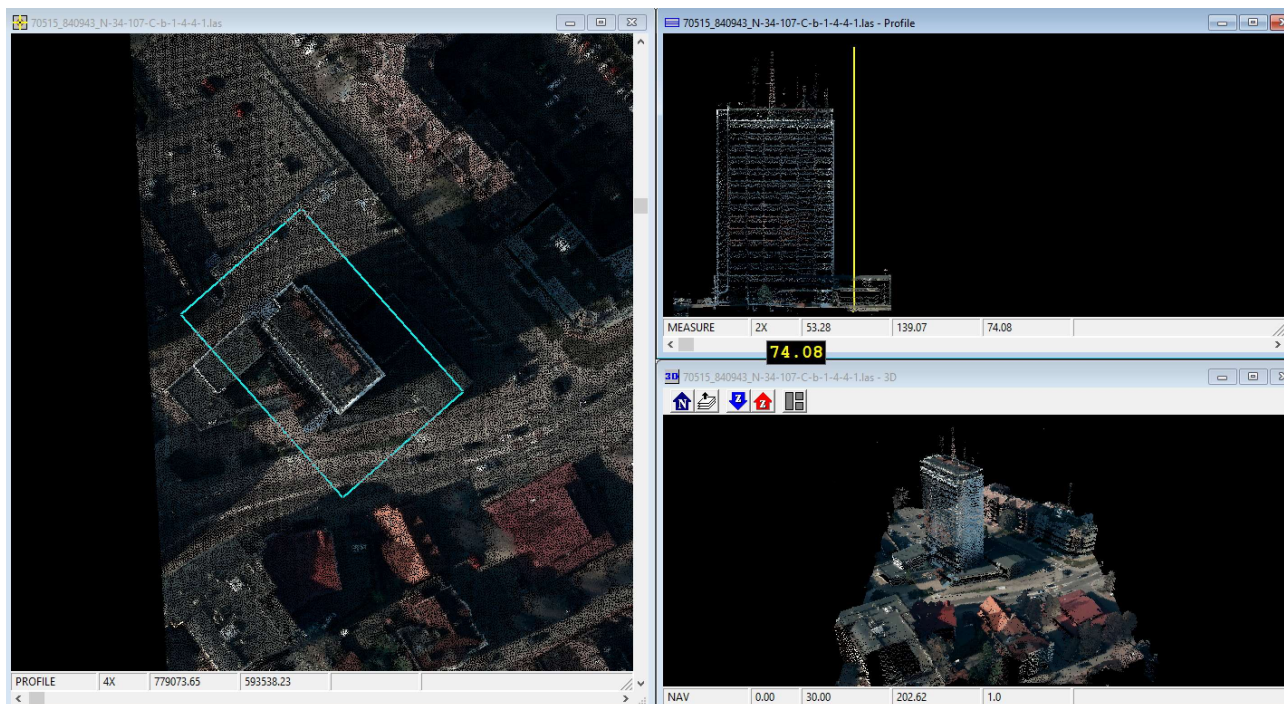 70515_840943_N-34-107-C-b-1-4-4-1.las
PROFILE 4X 779073.65 593538.23
70515_840943_N-34-107-C-b-1-4-4-1.las - Profile
MEASURE 2X 53.28 139.07 74.08
74.08
3D 70515_840943_N-34-107-C-b-1-4-4-1.las - 3D
N Z Z
NAV 0.00 30.00 202.62 1.0